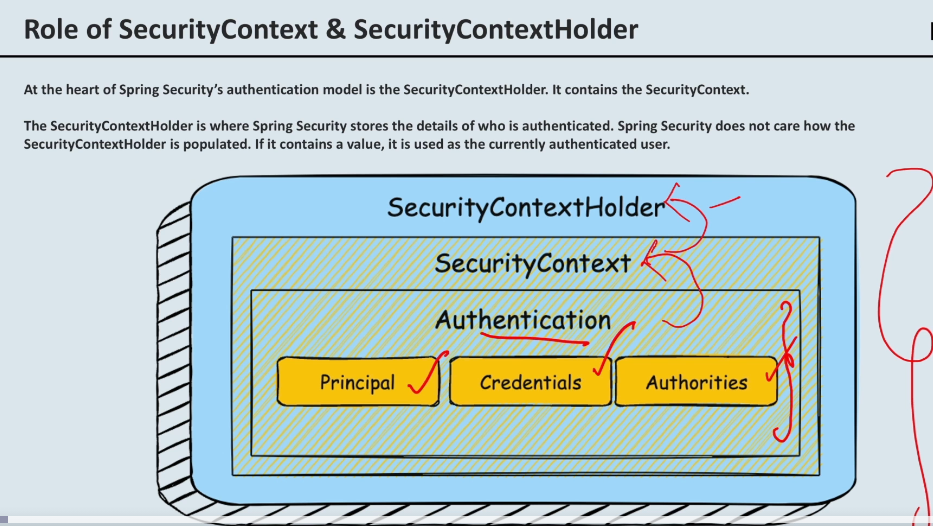 Role of SecurityContext & SecurityContextHolder
At the heart of Spring Security's authentication model is the SecurityContextHolder. It contains the SecurityContext.
The SecurityContextHolder is where Spring Security stores the details of who is authenticated. Spring Security does not care how the
SecurityContextHolder is populated. If it contains a value, it is used as the currently authenticated user.
SecurityContextHolder
SecurityContext
Authentication
Principal Credentials Authorities